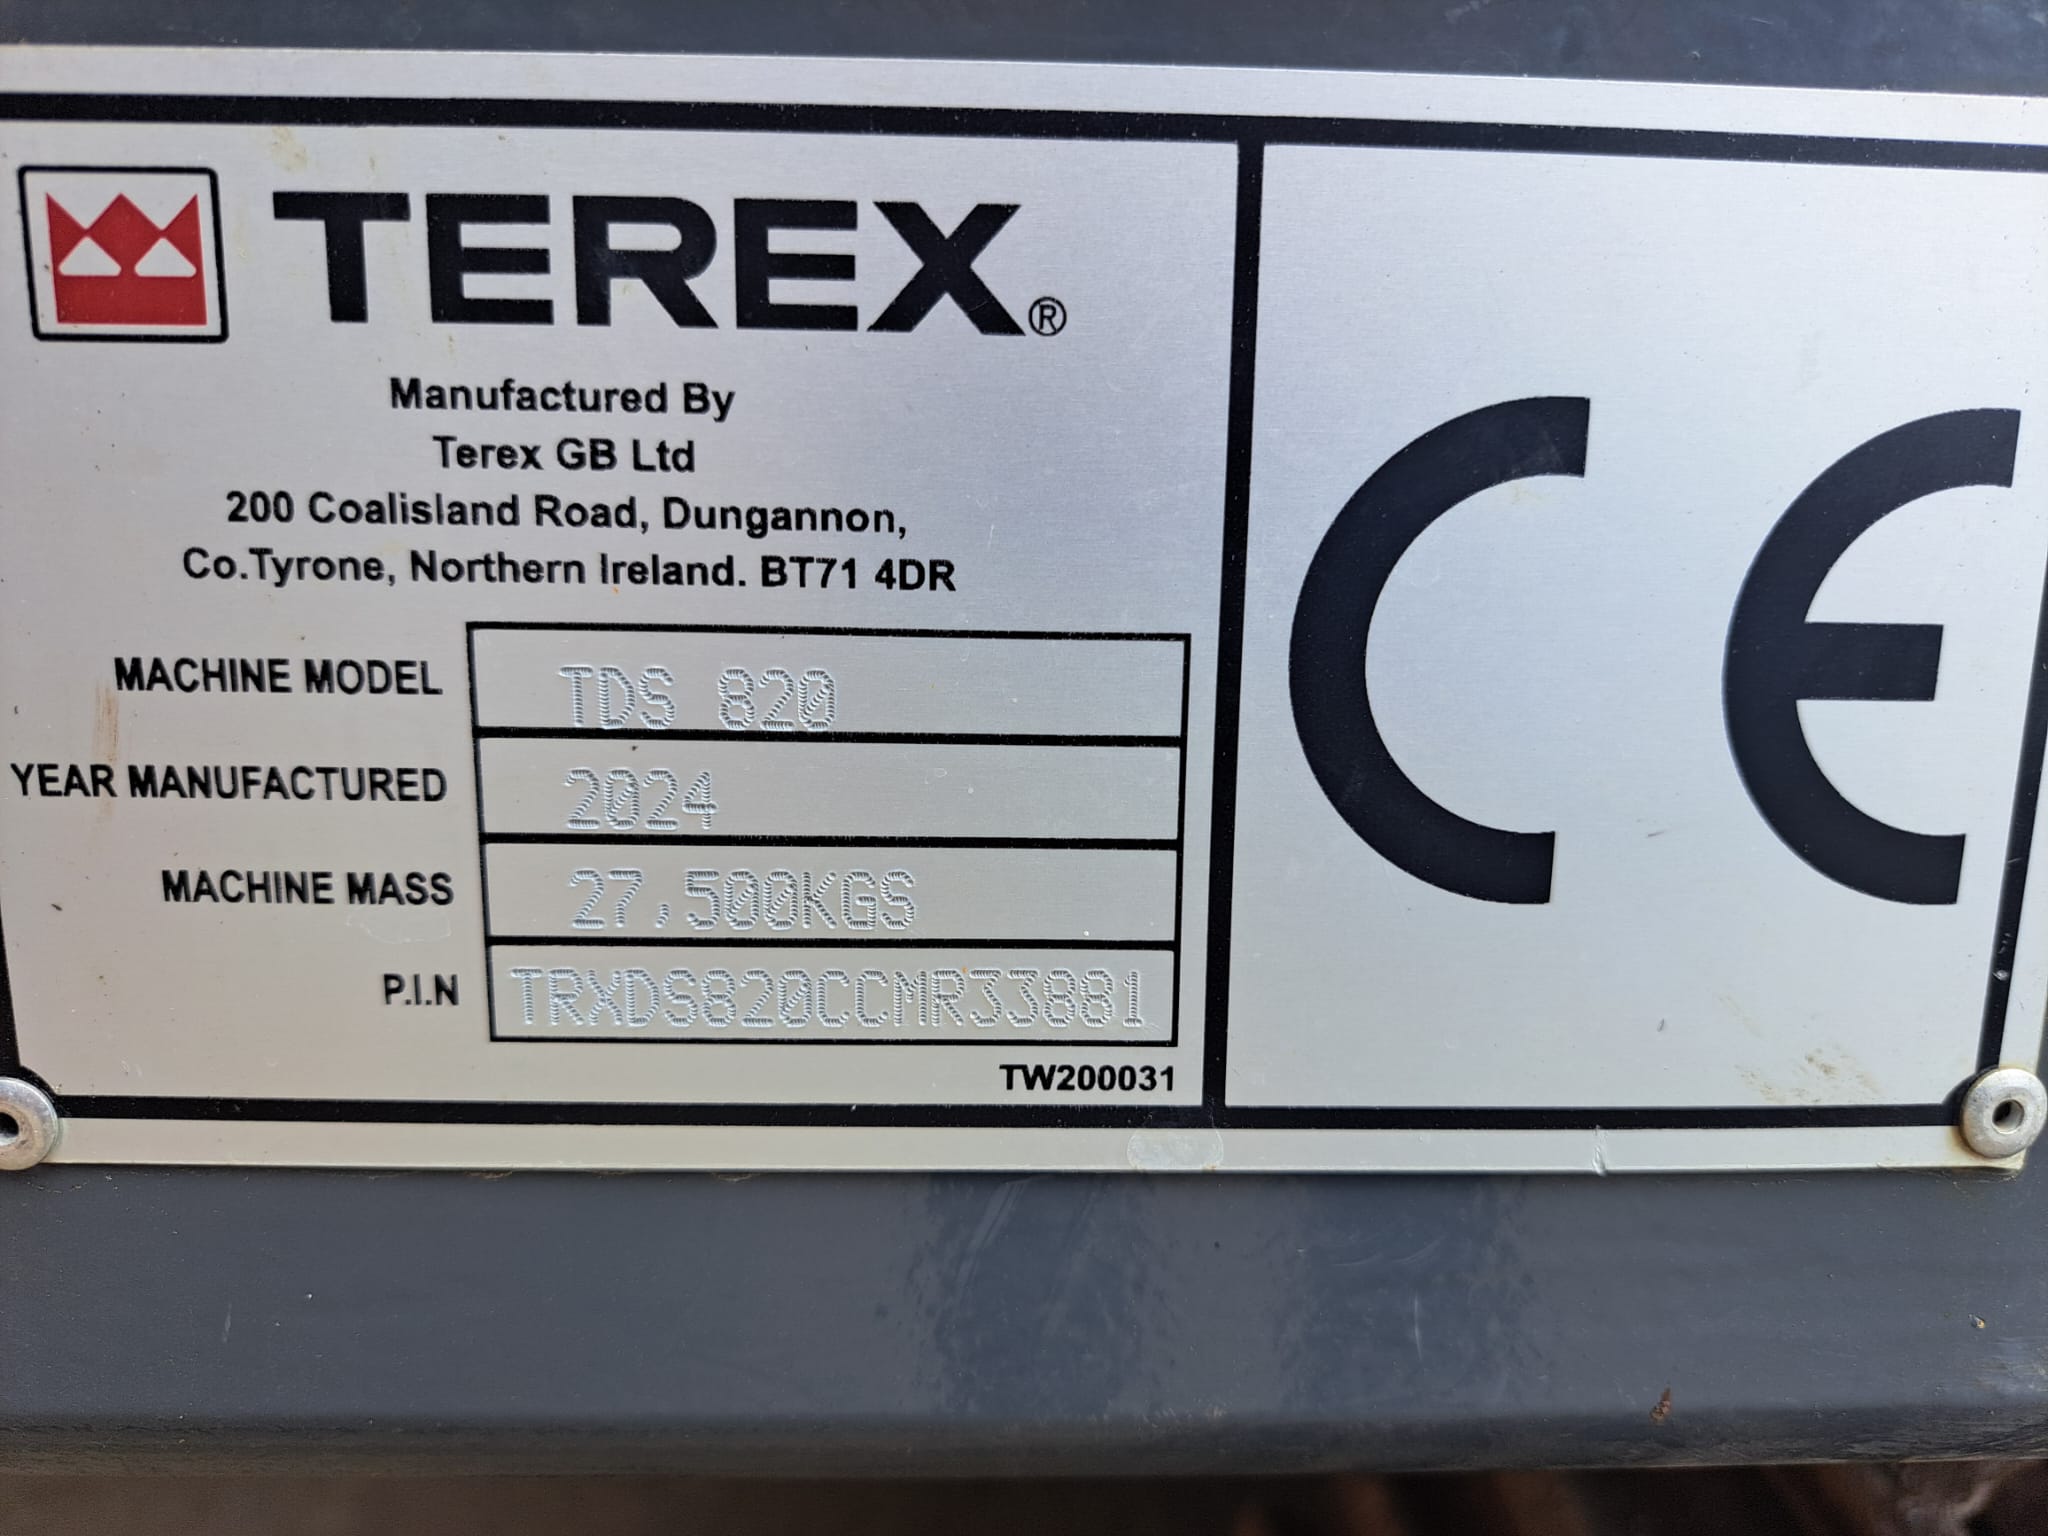 TEREX®
Manufactured By
Terex GB Ltd
200 Coalisland Road, Dungannon,
Co.Tyrone, Northern Ireland. BT71 4DR
MACHINE MODEL TDS 820
YEAR MANUFACTURED 2024
MACHINE MASS 27,500KGS
P.I.N TRXDS820CCMR33881
TW200031
CE